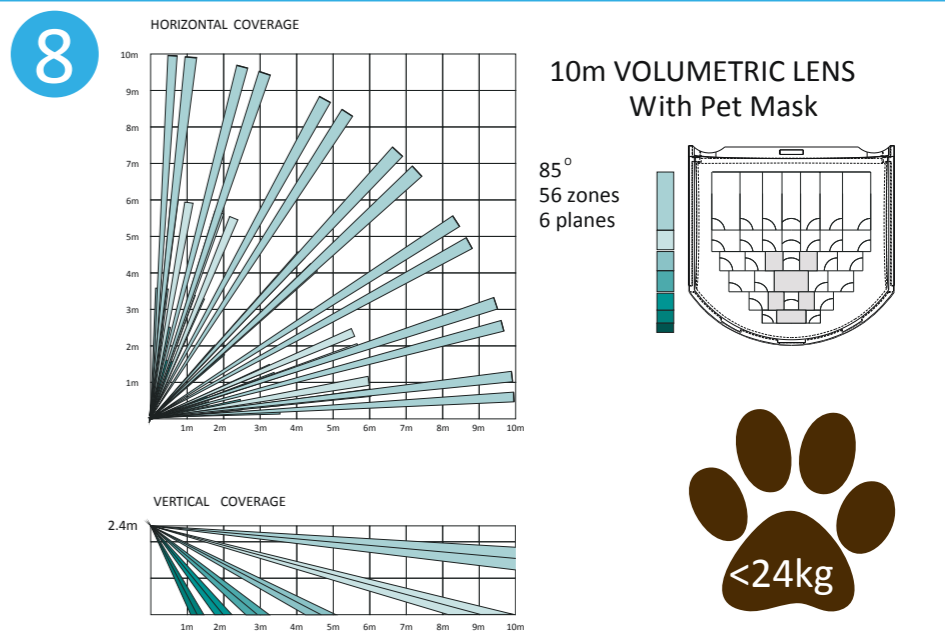 8
HORIZONTAL COVERAGE
10m
9m
8m
7m
6m
5m
4m
3m
2m
1m
1m 2m 3m 4m 5m 6m 7m 8m 9m 10m
10m VOLUMETRIC LENS
With Pet Mask
85°
56 zones
6 planes
VERTICAL COVERAGE
2.4m
1m 2m 3m 4m 5m 6m 7m 8m 9m 10m
<24kg